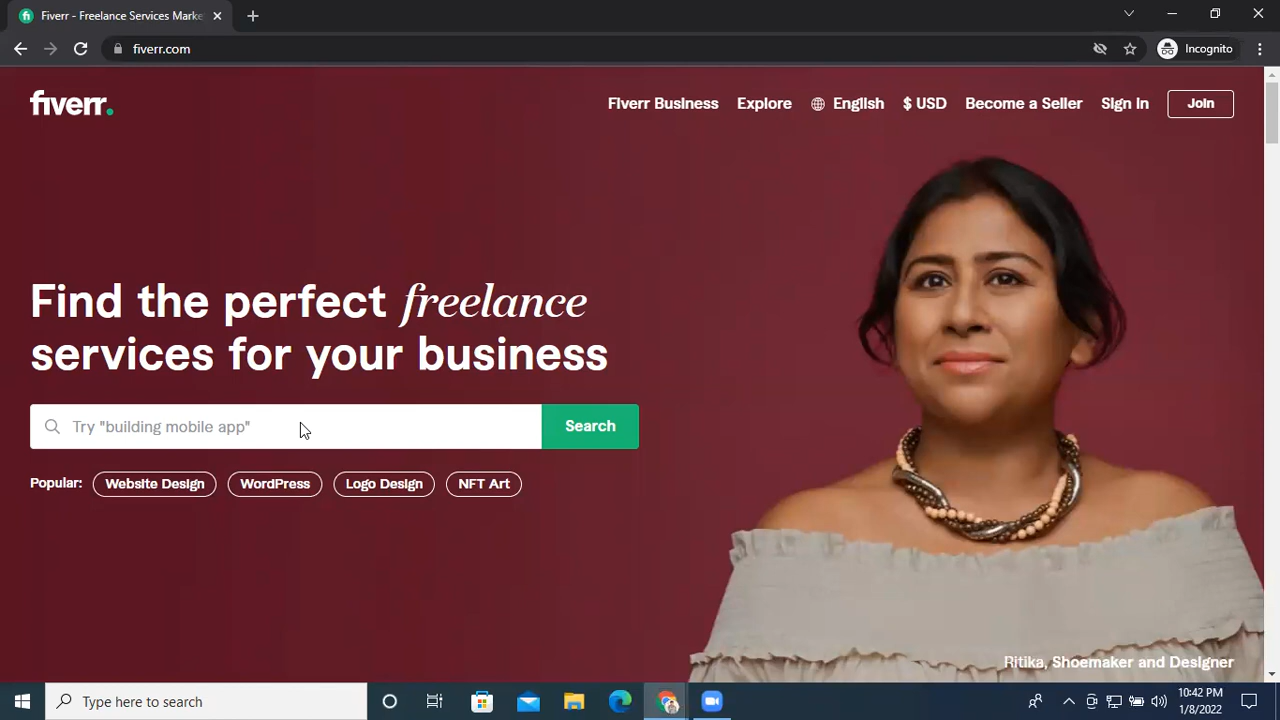 Fiverr - Freelance Services Marke
fiverr.com
Incognito
fiverr.
Fiverr Business
Explore
English
$ USD
Become a Seller
Sign In
Join
Find the perfect freelance
services for your business
Try "building mobile app"
Search
Popular:
Website Design
WordPress
Logo Design
NFT Art
Ritika, Shoemaker and Designer
Type here to search
10:42 PM
1/8/2022